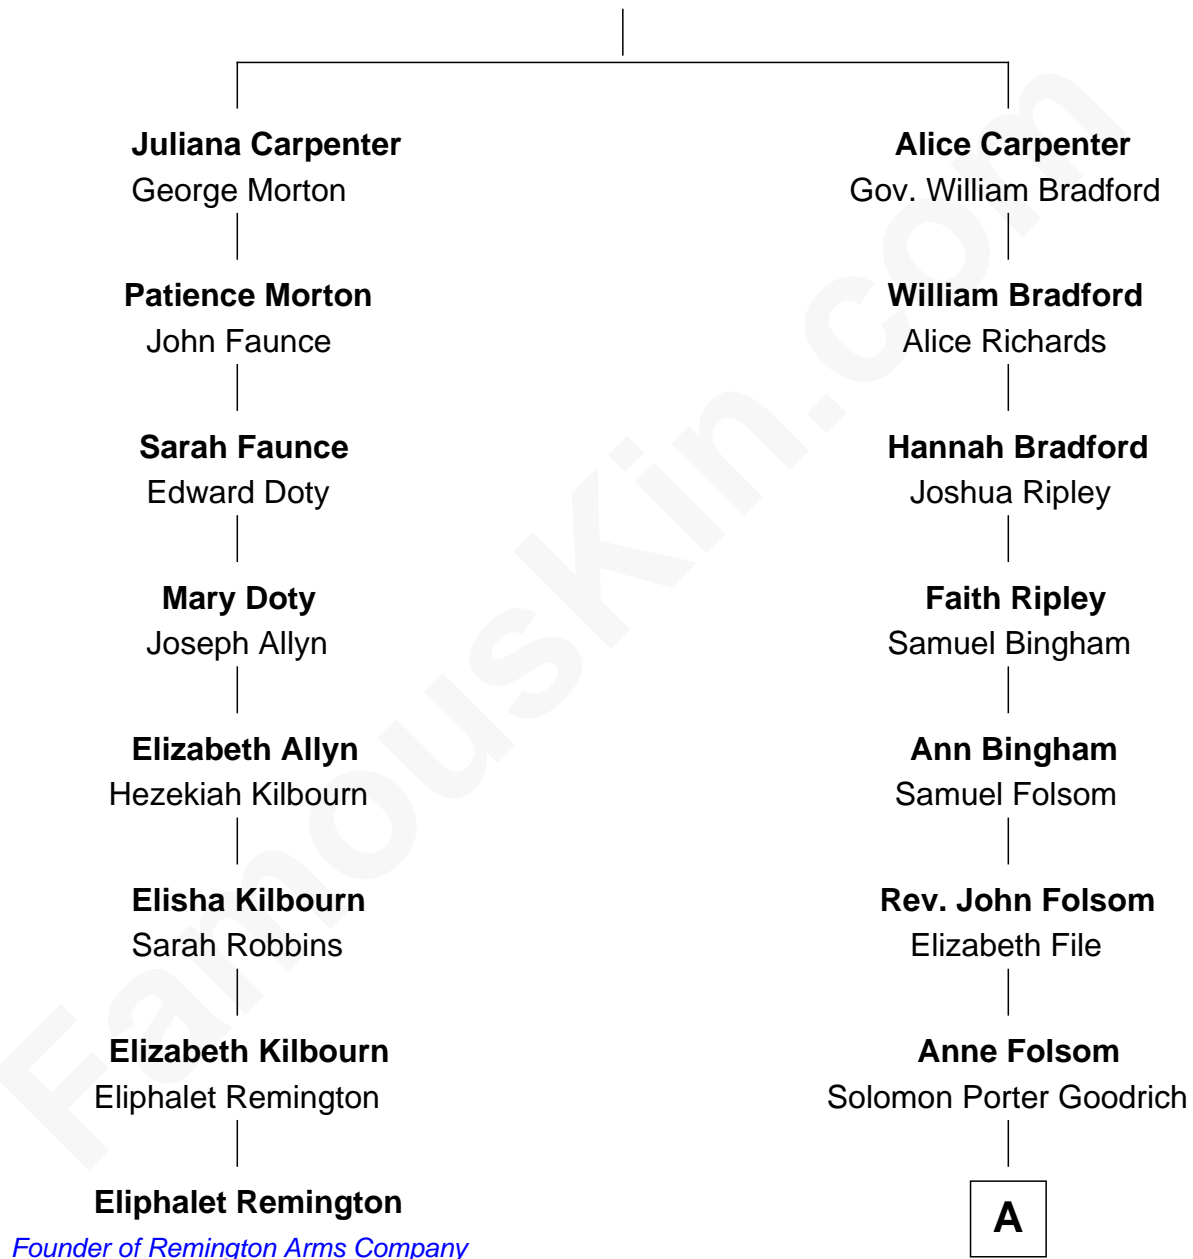 Juliana Carpenter
George Morton
Patience Morton
John Faunce
Sarah Faunce
Edward Doty
Mary Doty
Joseph Allyn
Elizabeth Allyn
Hezekiah Kilbourn
Elisha Kilbourn
Sarah Robbins
Elizabeth Kilbourn
Eliphalet Remington
Eliphalet Remington
Founder of Remington Arms Company
Alice Carpenter
Gov. William Bradford
William Bradford
Alice Richards
Hannah Bradford
Joshua Ripley
Faith Ripley
Samuel Bingham
Ann Bingham
Samuel Folsom
Rev. John Folsom
Elizabeth File
Anne Folsom
Solomon Porter Goodrich
A
FamousKin.com